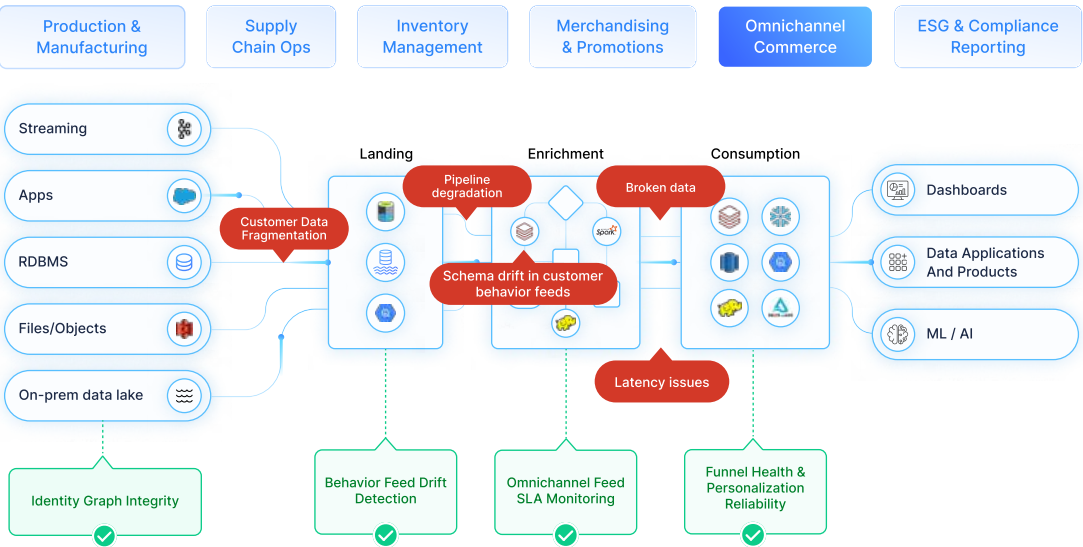 Production &
Manufacturing
Supply
Chain Ops
Inventory
Management
Merchandising
& Promotions
Omnichannel
Commerce
ESG & Compliance
Reporting
Streaming
Apps
RDBMS
Files/Objects
On-prem data lake
Customer Data
Fragmentation
Landing
Pipeline
degradation
Enrichment
Spark
Schema drift in customer
behavior feeds
Broken data
Consumption
DELTA LAKE
Latency issues
Dashboards
Data Applications
And Products
ML / AI
Identity Graph Integrity
Behavior Feed Drift
Detection
Omnichannel Feed
SLA Monitoring
Funnel Health &
Personalization
Reliability